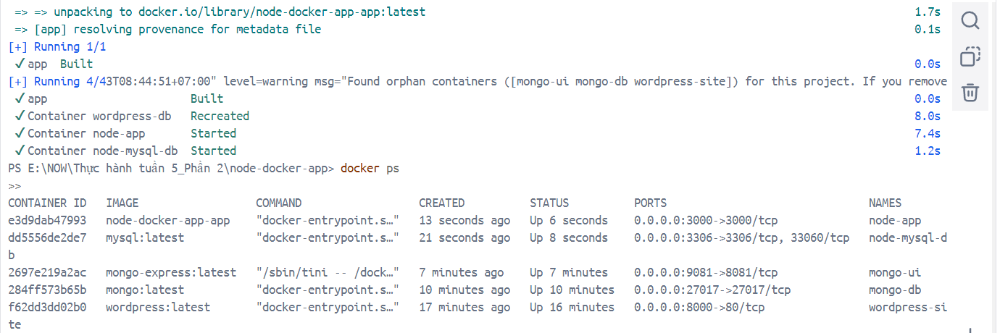 => => unpacking to docker.io/library/node-docker-app-app:latest 1.7s
=> [app] resolving provenance for metadata file 0.1s
[+] Running 1/1
✔ app Built 0.0s
[+] Running 4/43T08:44:51+07:00" level=warning msg="Found orphan containers ([mongo-ui mongo-db wordpress-site]) for this project. If you remove
✔ app Built 0.0s
✔ Container wordpress-db Recreated 8.0s
✔ Container node-app Started 7.4s
✔ Container node-mysql-db Started 1.2s
PS E:\NOW\Thực hành tuần 5_Phần 2\node-docker-app> docker ps
>>
CONTAINER ID IMAGE COMMAND CREATED STATUS PORTS NAMES
e3d9dab47993 node-docker-app-app "docker-entrypoint.s…" 13 seconds ago Up 6 seconds 0.0.0.0:3000->3000/tcp node-app
dd5556de2de7 mysql:latest "docker-entrypoint.s…" 21 seconds ago Up 8 seconds 0.0.0.0:3306->3306/tcp, 33060/tcp node-mysql-d
b
2697e219a2ac mongo-express:latest "/sbin/tini -- /dock…" 7 minutes ago Up 7 minutes 0.0.0.0:9081->8081/tcp mongo-ui
284ff573b65b mongo:latest "docker-entrypoint.s…" 10 minutes ago Up 10 minutes 0.0.0.0:27017->27017/tcp mongo-db
f62dd3dd02b0 wordpress:latest "docker-entrypoint.s…" 17 minutes ago Up 16 minutes 0.0.0.0:8000->80/tcp wordpress-si
te